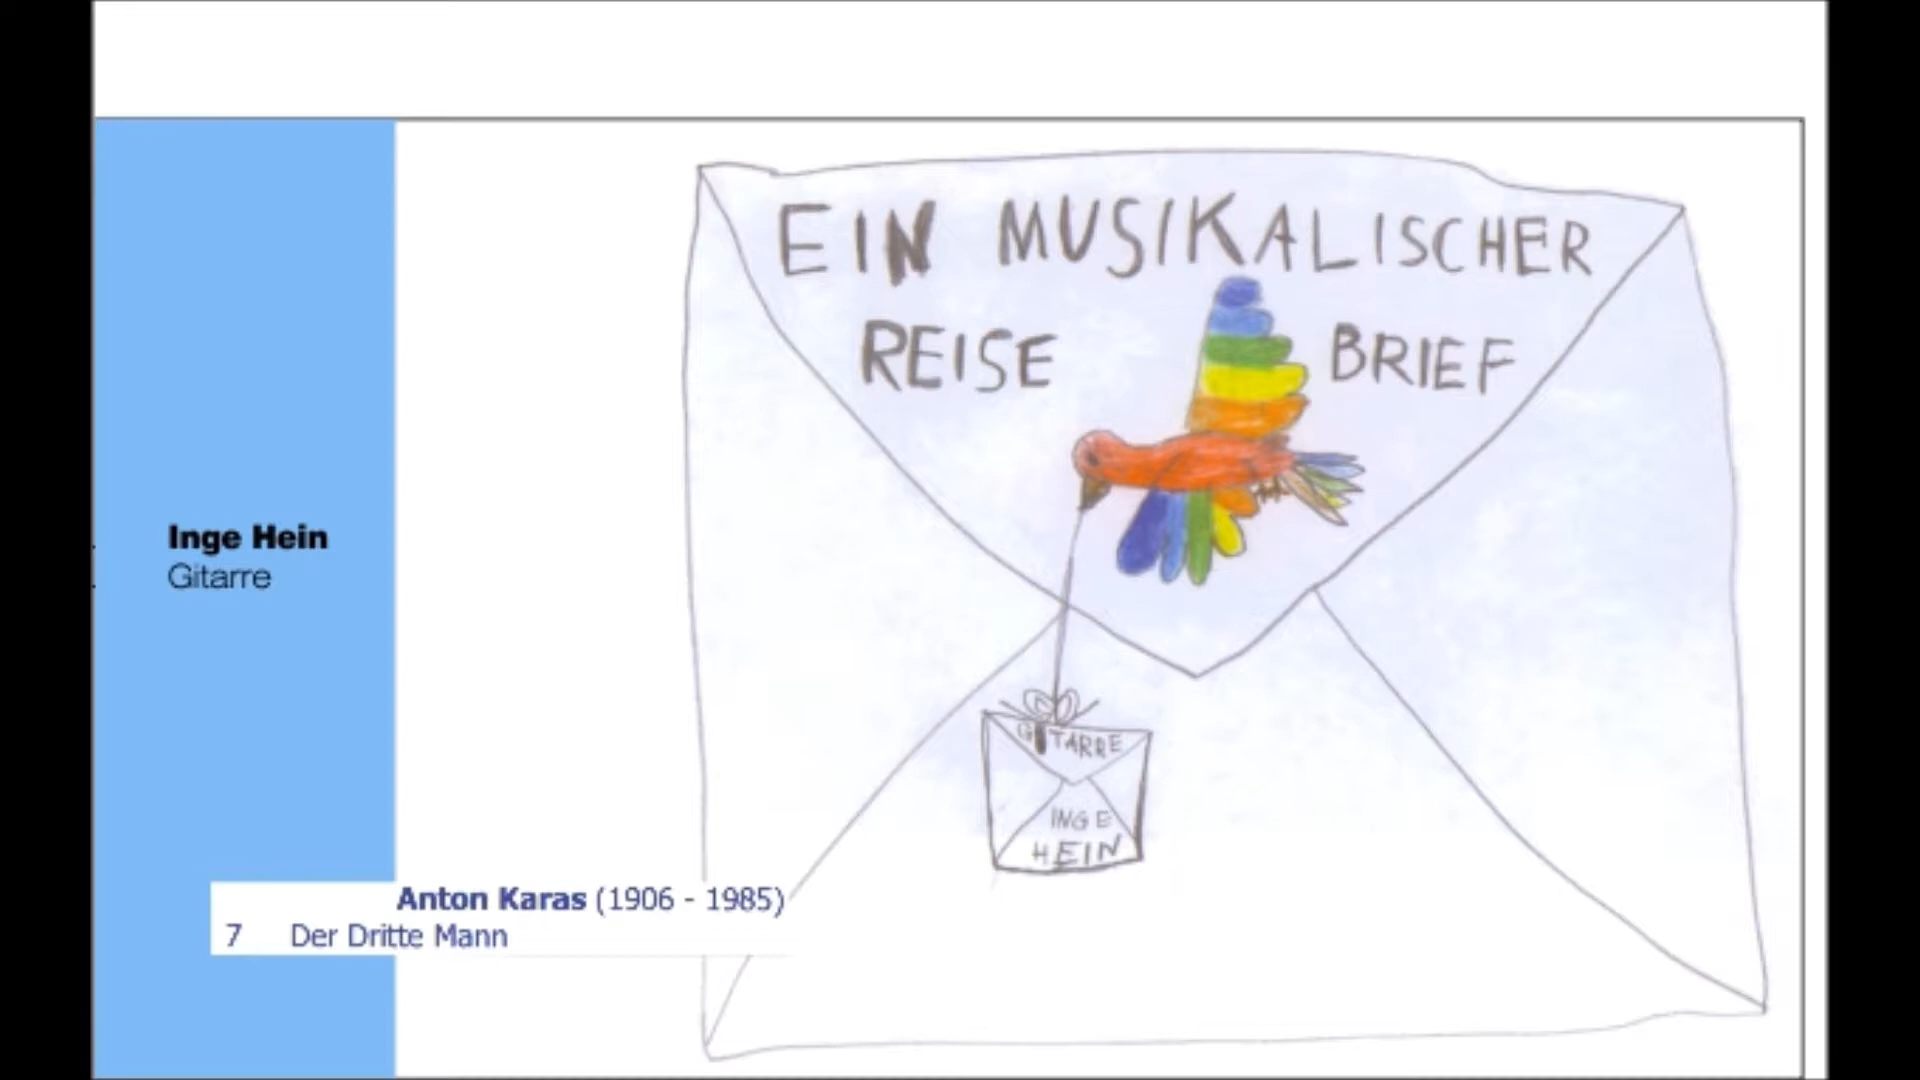 EIN MUSIKALISCHER
REISE BRIEF
Inge Hein
Gitarre
GITARRE
INGE
HEIN
Anton Karas (1906 - 1985)
7 Der Dritte Mann